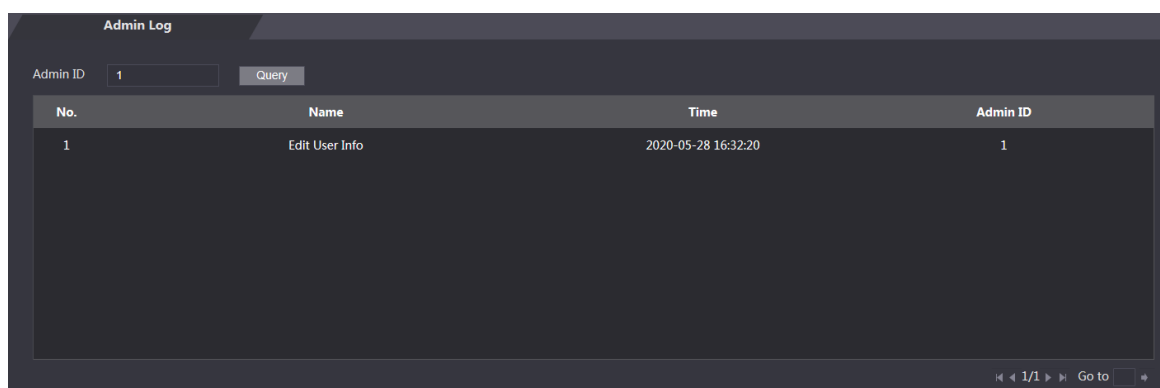 Admin Log
Admin ID 1 Query
No. Name Time Admin ID
1 Edit User Info 2020-05-28 16:32:20 1
1/1 Go to